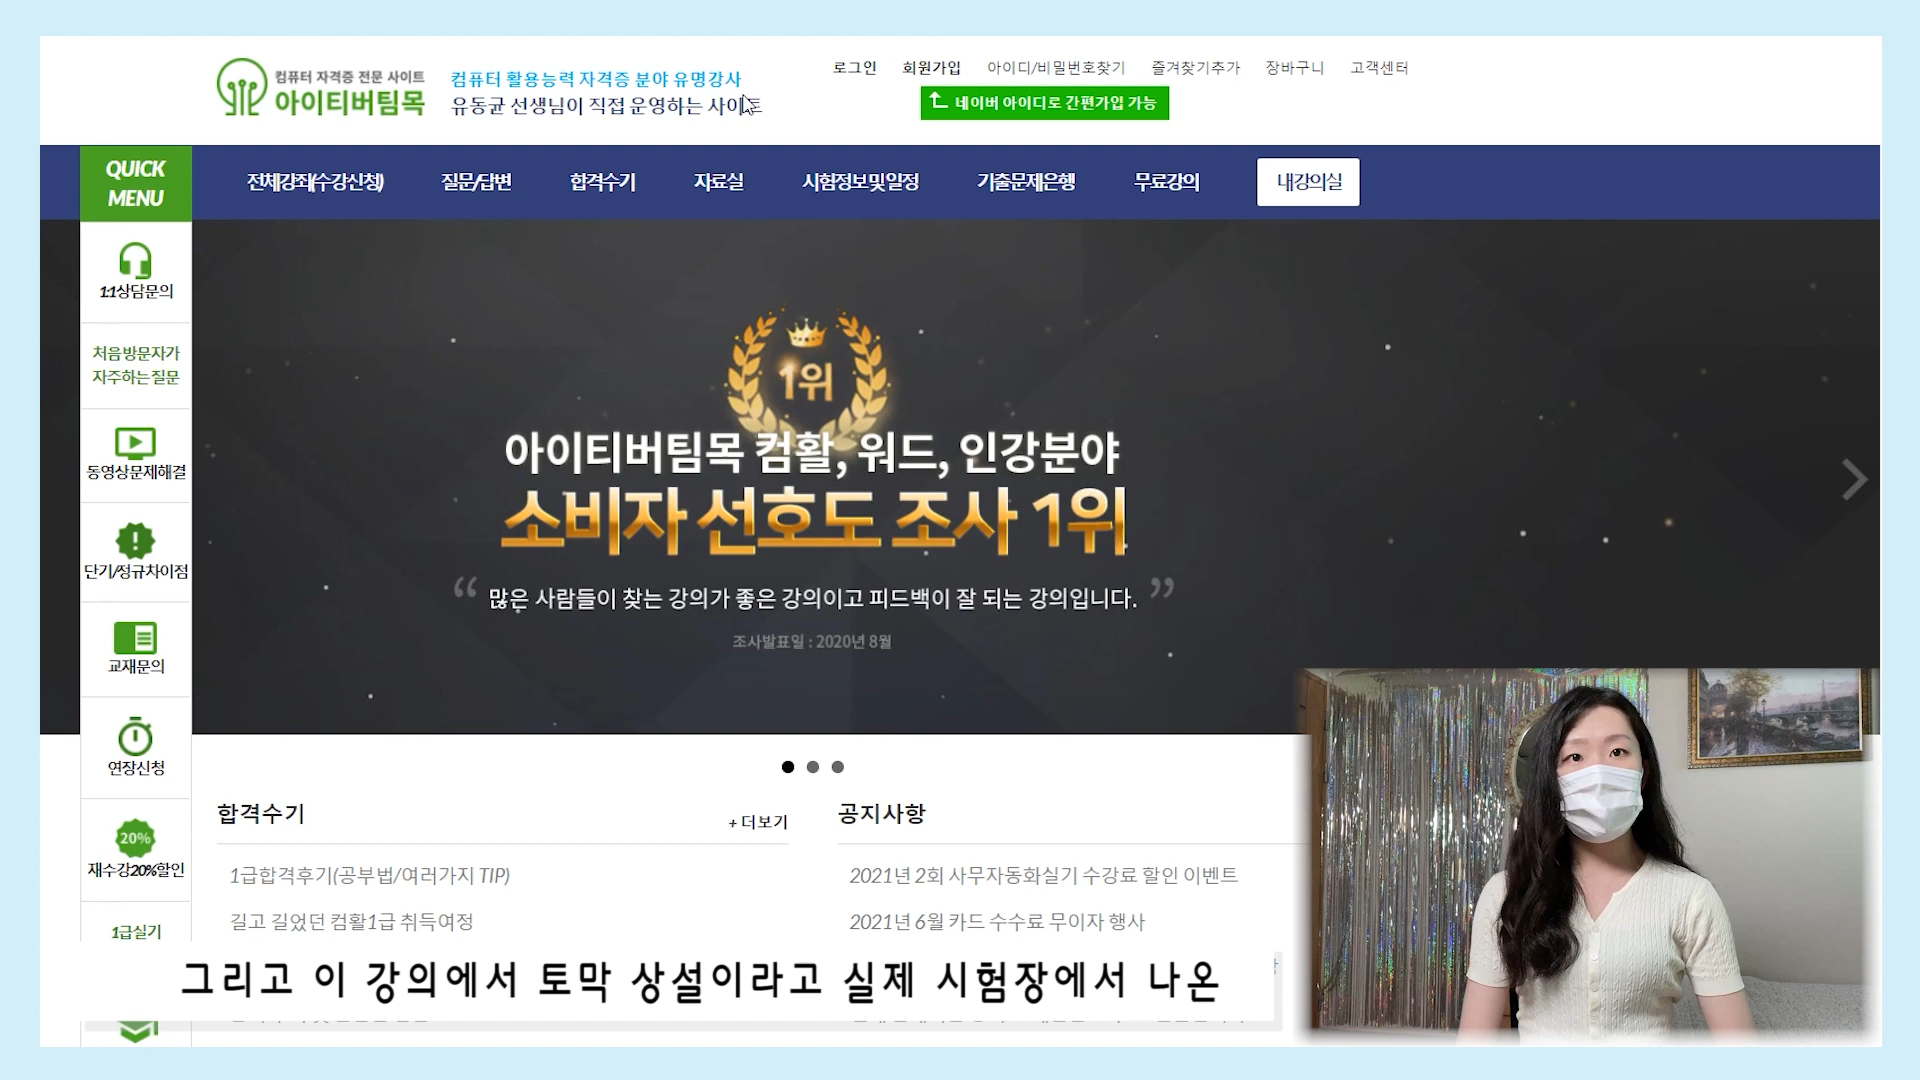 컴퓨터 자격증 전문 사이트
아이티버팀목
컴퓨터 활용능력 자격증 분야 유명강사
유동균 선생님이 직접 운영하는 사이트
로그인 회원가입 아이디/비밀번호찾기 즐겨찾기추가 장바구니 고객센터
네이버 아이디로 간편가입 가능
QUICK
MENU
전체강좌(수강신청) 질문/답변 합격수기 자료실 시험정보및일정 기출문제은행 무료강의 내강의실
1:1상담문의
처음방문자가
자주하는질문
동영상문제해결
단기/정규차이점
교재문의
연장신청
20%
재수강20%할인
1급실기
1위
아이티버팀목 컴활, 워드, 인강분야
소비자 선호도 조사 1위
“ 많은 사람들이 찾는 강의가 좋은 강의이고 피드백이 잘 되는 강의입니다. ”
조사발표일 : 2020년 8월
합격수기
+ 더보기
1급합격후기(공부법/여러가지 TIP)
길고 길었던 컴활1급 취득여정
공지사항
2021년 2회 사무자동화실기 수강료 할인 이벤트
2021년 6월 카드 수수료 무이자 행사
그리고 이 강의에서 토막 상설이라고 실제 시험장에서 나온